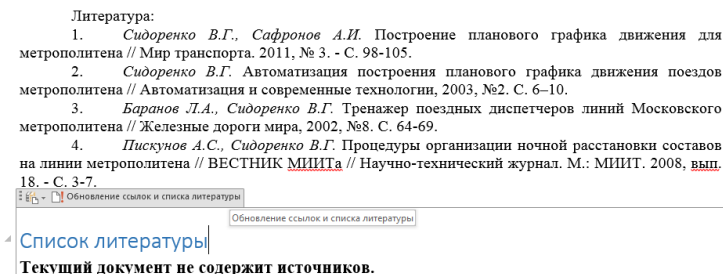 Литература:
1. Сидоренко В.Г., Сафронов А.И. Построение планового графика движения для
метрополитена // Мир транспорта. 2011, № 3. - С. 98-105.
2. Сидоренко В.Г. Автоматизация построения планового графика движения поездов
метрополитена // Автоматизация и современные технологии, 2003, №2. С. 6–10.
3. Баранов Л.А., Сидоренко В.Г. Тренажер поездных диспетчеров линий Московского
метрополитена // Железные дороги мира, 2002, №8. С. 64-69.
4. Пискунов А.С., Сидоренко В.Г. Процедуры организации ночной расстановки составов
на линии метрополитена // ВЕСТНИК МИИТа // Научно-технический журнал. М.: МИИТ. 2008, вып.
18. - С. 3-7.
Обновление ссылок и списка литературы
Обновление ссылок и списка литературы
Список литературы
Текущий документ не содержит источников.